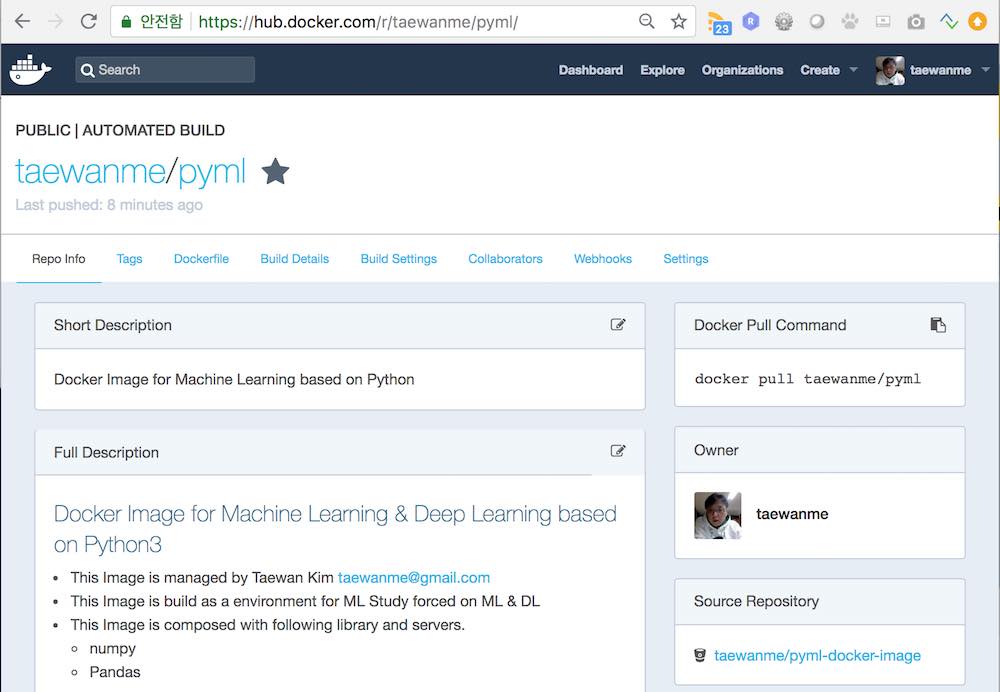 안전함 https://hub.docker.com/r/taewanme/pyml/
23
R
Search
Dashboard Explore Organizations Create taewanme
PUBLIC | AUTOMATED BUILD
taewanme/pyml
Last pushed: 8 minutes ago
Repo Info Tags Dockerfile Build Details Build Settings Collaborators Webhooks Settings
Short Description
Docker Image for Machine Learning based on Python
Full Description
Docker Image for Machine Learning & Deep Learning based
on Python3
This Image is managed by Taewan Kim taewanme@gmail.com
This Image is build as a environment for ML Study forced on ML & DL
This Image is composed with following library and servers.
numpy
Pandas
Docker Pull Command
docker pull taewanme/pyml
Owner
taewanme
Source Repository
taewanme/pyml-docker-image